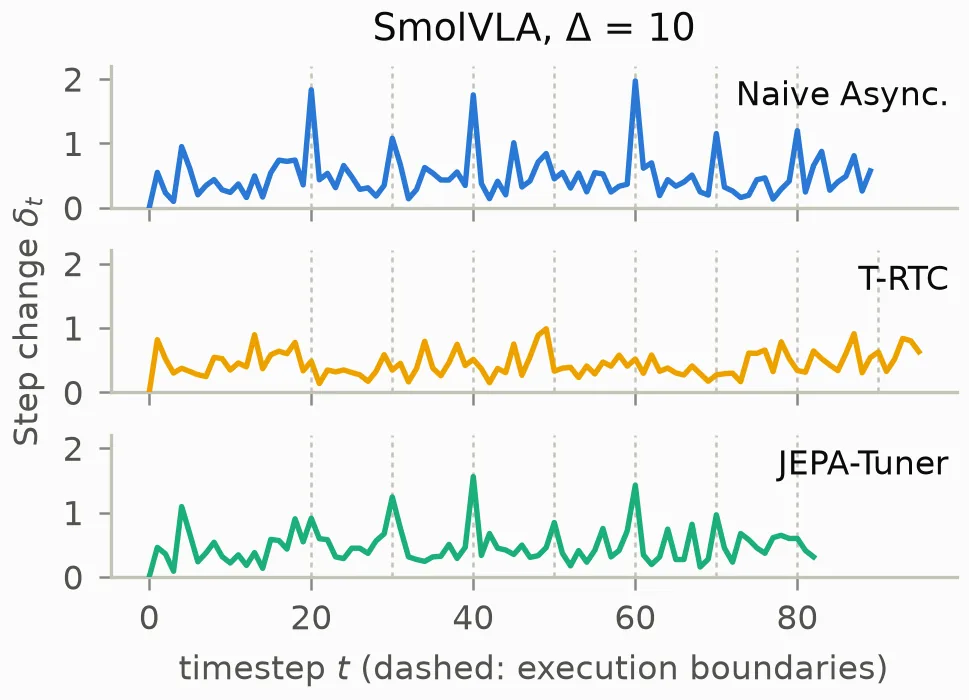 SmolVLA, Δ = 10
Step change δₜ
2
1
0
Naive Async.
2
1
0
T-RTC
2
1
0
JEPA-Tuner
0 20 40 60 80
timestep t (dashed: execution boundaries)